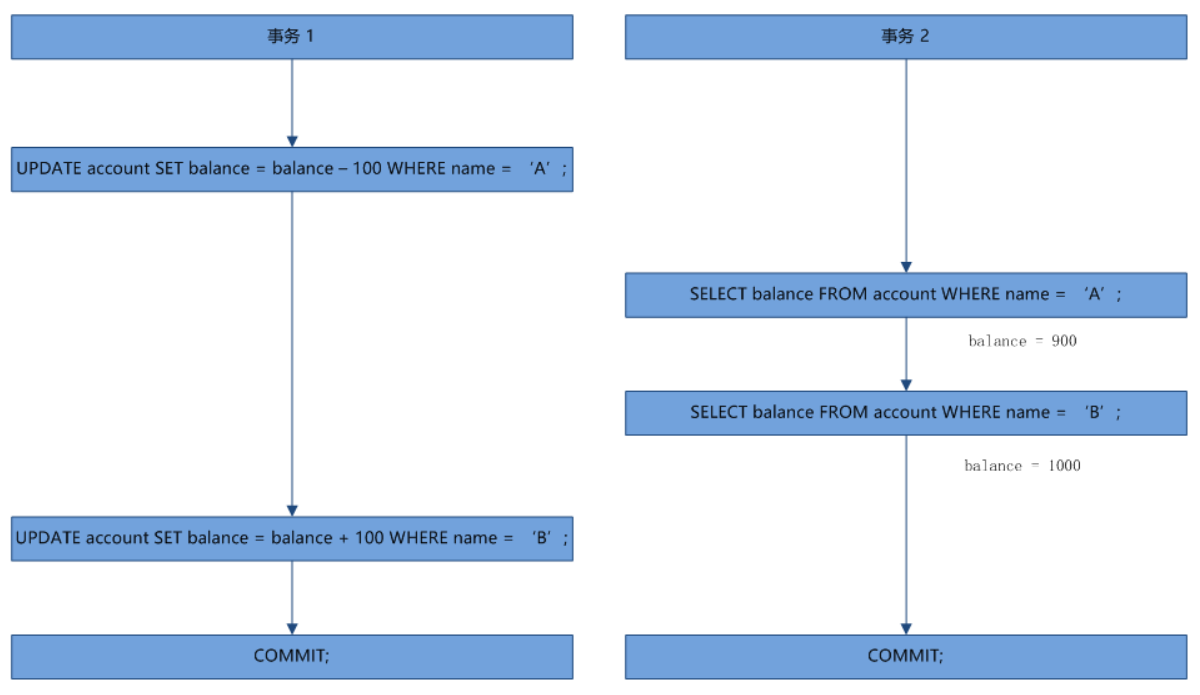 事务 1
事务 2
UPDATE account SET balance = balance – 100 WHERE name = ‘A’;
SELECT balance FROM account WHERE name = ‘A’;
balance = 900
SELECT balance FROM account WHERE name = ‘B’;
balance = 1000
UPDATE account SET balance = balance + 100 WHERE name = ‘B’;
COMMIT;
COMMIT;